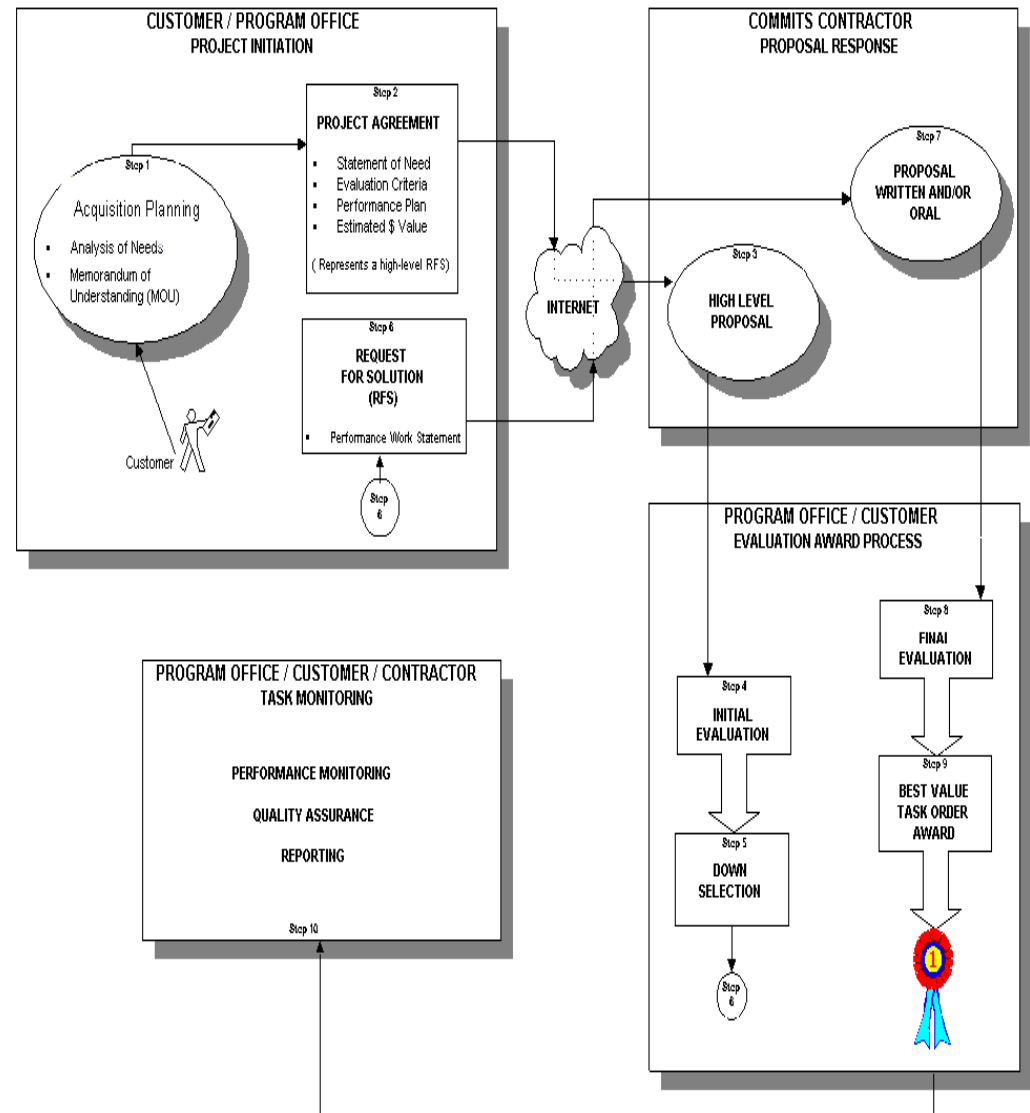 CUSTOMER / PROGRAM OFFICE
PROJECT INITIATION
Step 1
Acquisition Planning
▪ Analysis of Needs
▪ Memorandum of
Understanding (MOU)
Customer
Step 2
PROJECT AGREEMENT
▪ Statement of Need
▪ Evaluation Criteria
▪ Performance Plan
▪ Estimated $ Value
( Represents a high-level RFS)
Step 6
REQUEST
FOR SOLUTION
(RFS)
▪ Performance Work Statement
Step
6
INTERNET
COMMITS CONTRACTOR
PROPOSAL RESPONSE
Step 3
HIGH LEVEL
PROPOSAL
Step 7
PROPOSAL
WRITTEN AND/OR
ORAL
PROGRAM OFFICE / CUSTOMER
EVALUATION AWARD PROCESS
Step 4
INITIAL
EVALUATION
Step 5
DOWN
SELECTION
Step
6
Step 8
FINAL
EVALUATION
Step 9
BEST VALUE
TASK ORDER
AWARD
1
PROGRAM OFFICE / CUSTOMER / CONTRACTOR
TASK MONITORING
PERFORMANCE MONITORING
QUALITY ASSURANCE
REPORTING
Step 10